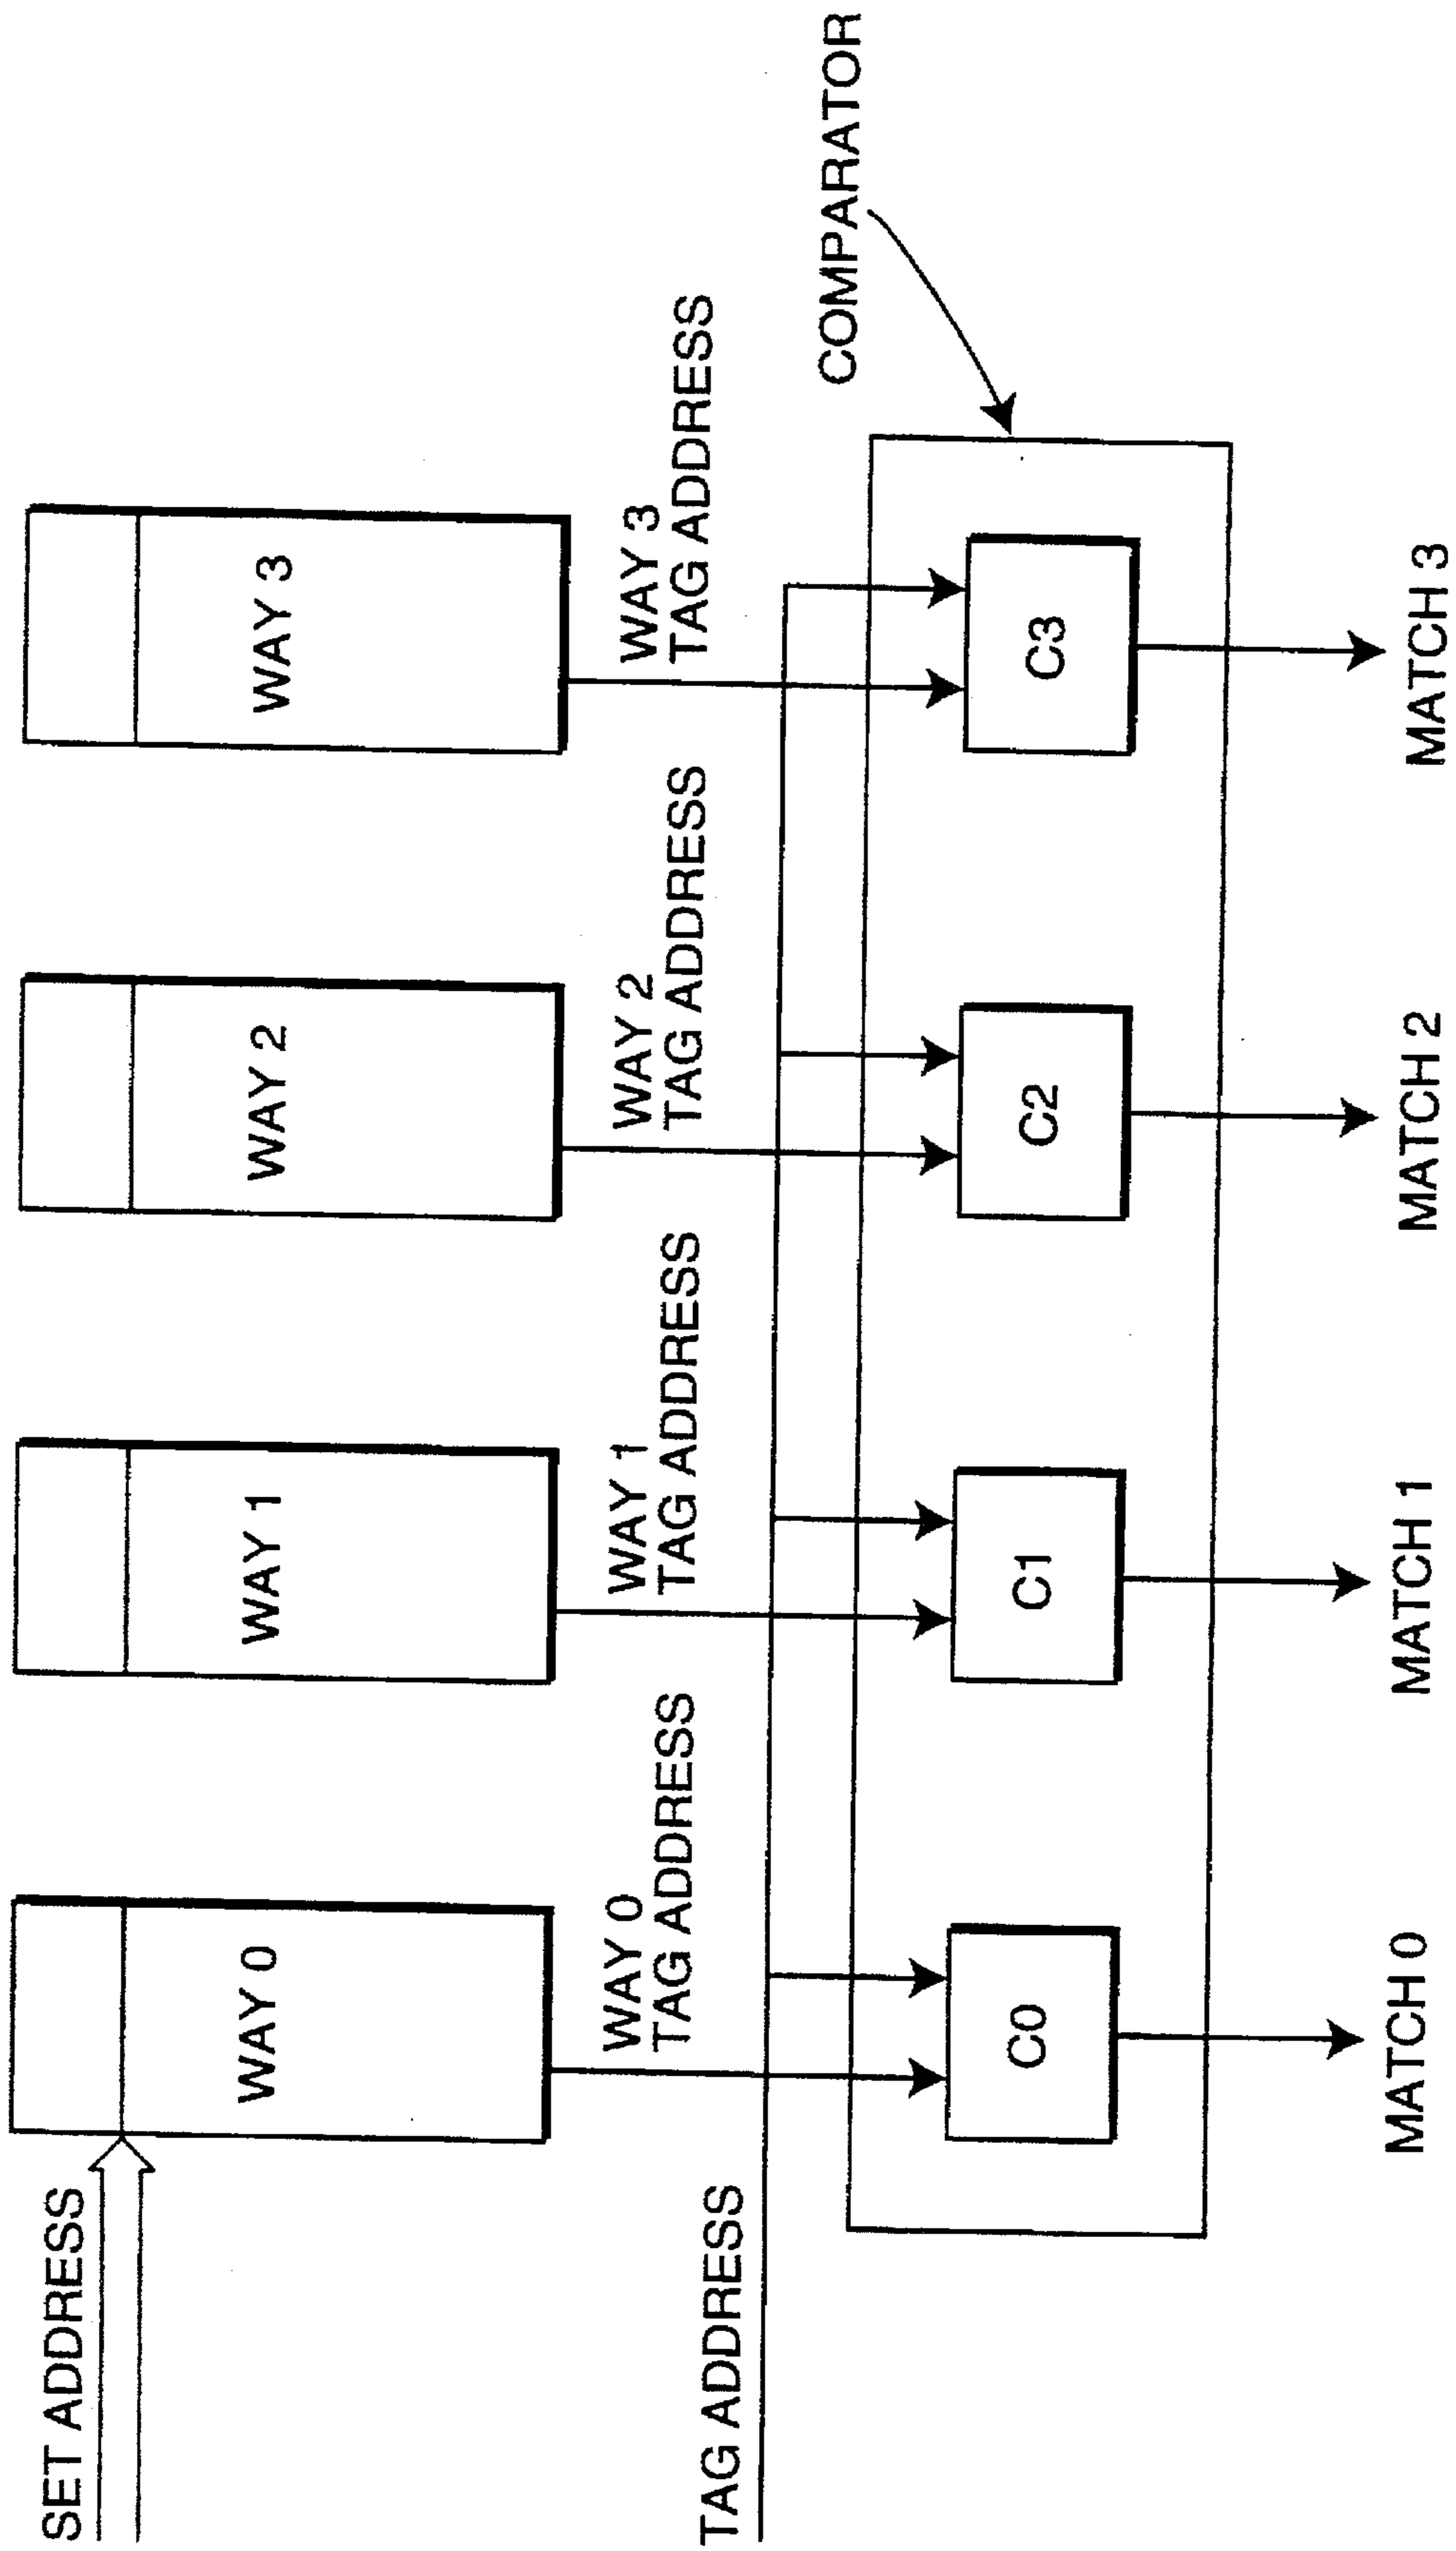 SET ADDRESS
WAY 0
WAY 1
WAY 2
WAY 3
WAY 0
TAG ADDRESS
WAY 1
TAG ADDRESS
WAY 2
TAG ADDRESS
WAY 3
TAG ADDRESS
TAG ADDRESS
COMPARATOR
C0
C1
C2
C3
MATCH 0
MATCH 1
MATCH 2
MATCH 3